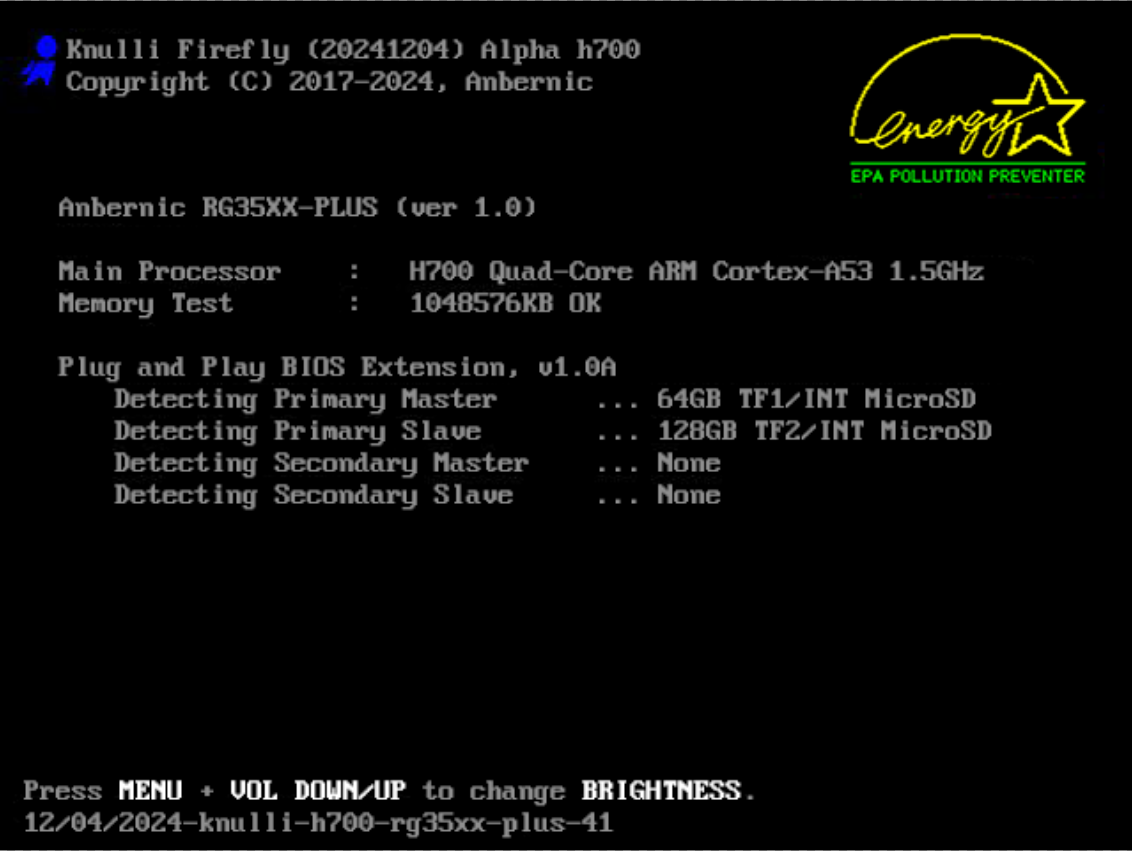 Knulli Firefly (20241204) Alpha h700
Copyright (C) 2017-2024, Anbernic
energy
EPA POLLUTION PREVENTER
Anbernic RG35XX-PLUS (ver 1.0)
Main Processor : H700 Quad-Core ARM Cortex-A53 1.5GHz
Memory Test : 1048576KB OK
Plug and Play BIOS Extension, v1.0A
Detecting Primary Master ... 64GB TF1/INT MicroSD
Detecting Primary Slave ... 128GB TF2/INT MicroSD
Detecting Secondary Master ... None
Detecting Secondary Slave ... None
Press MENU + VOL DOWN/UP to change BRIGHTNESS.
12/04/2024-knulli-h700-rg35xx-plus-41